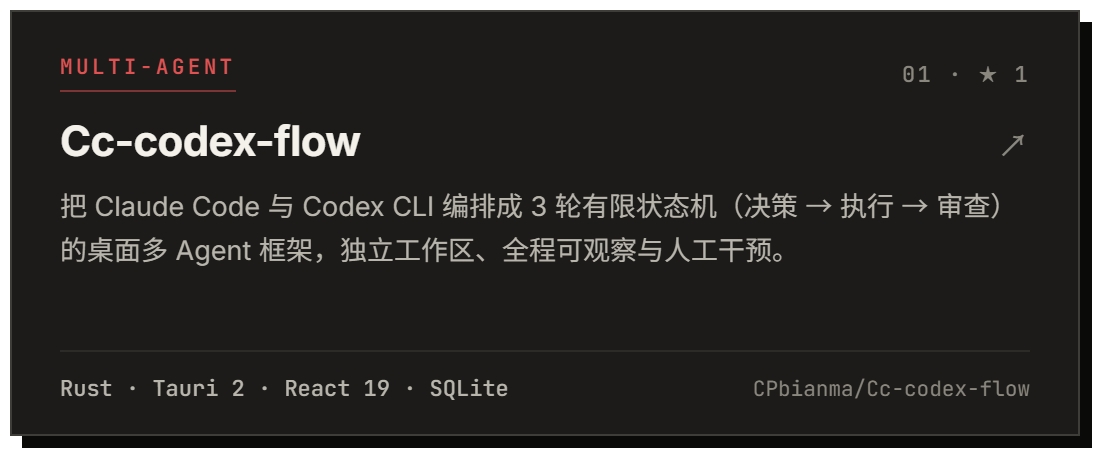 MULTI-AGENT
01 · ★ 1
Cc-codex-flow
↗
把 Claude Code 与 Codex CLI 编排成 3 轮有限状态机（决策 → 执行 → 审查）
的桌面多 Agent 框架，独立工作区、全程可观察与人工干预。
Rust · Tauri 2 · React 19 · SQLite
CPbianma/Cc-codex-flow